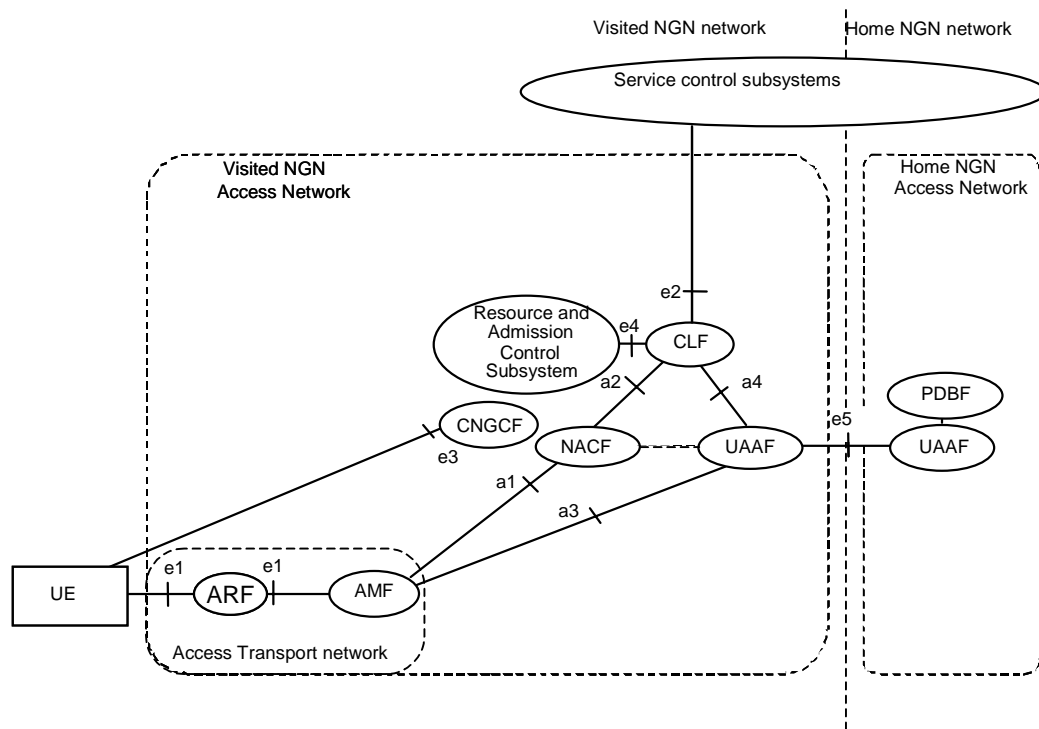 Visited NGN network
Home NGN network
Service control subsystems
Visited NGN
Access Network
Home NGN
Access Network
e2
Resource and
Admission
Control
Subsystem
e4
CLF
a2
a4
PDBF
CNGCF
e5
e3
NACF
UAAF
UAAF
a1
a3
e1
e1
UE
ARF
AMF
Access Transport network